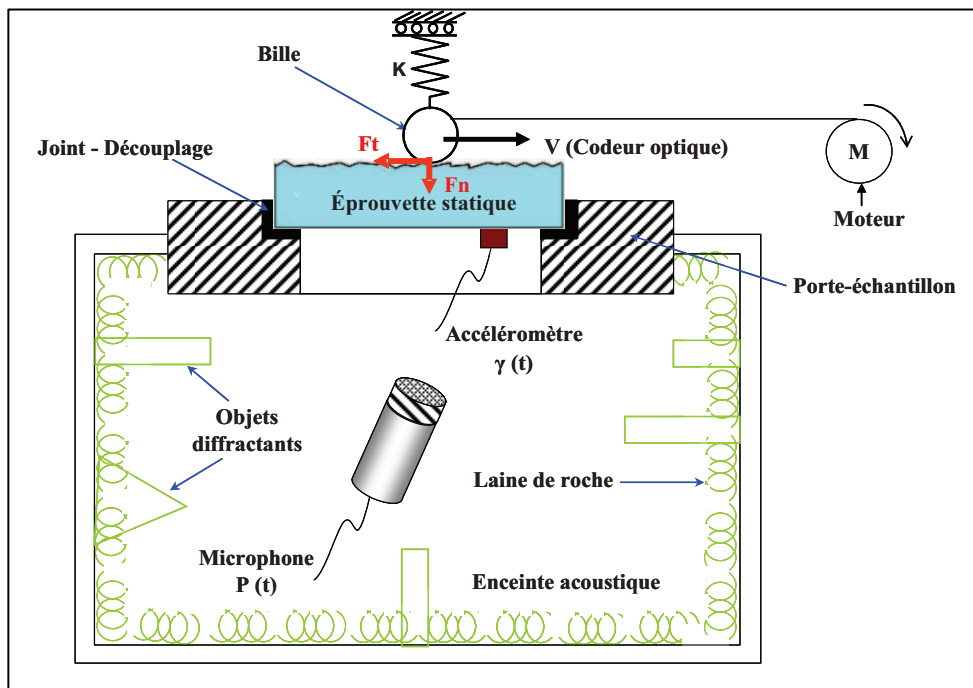 Bille
K
Joint - Découplage
Ft
V (Codeur optique)
M
Fn
Éprouvette statique
Moteur
Porte-échantillon
Accéléromètre
γ (t)
Objets
diffractants
Laine de roche
Microphone
P (t)
Enceinte acoustique